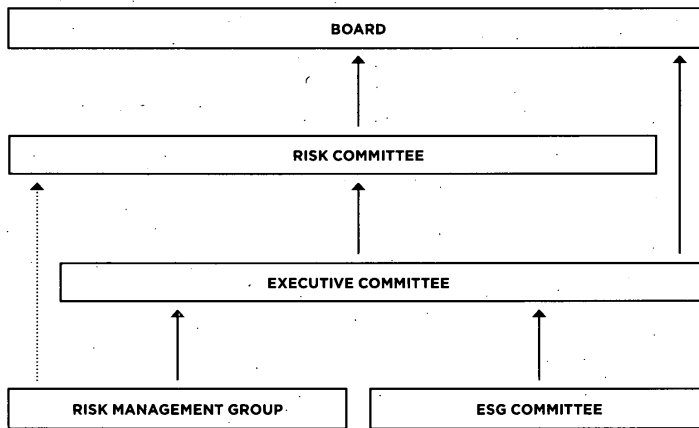 BOARD
RISK COMMITTEE
EXECUTIVE COMMITTEE
RISK MANAGEMENT GROUP
ESG COMMITTEE